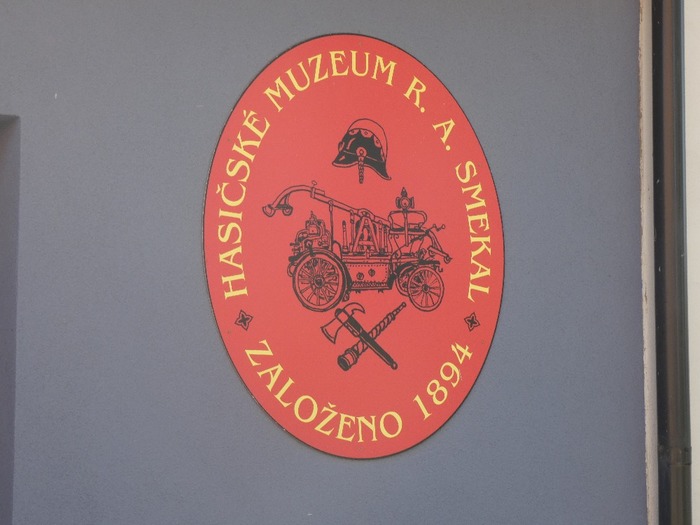 HASIČSKÉ MUZEUM R. A. SMEKAL
ZALOŽENO 1894